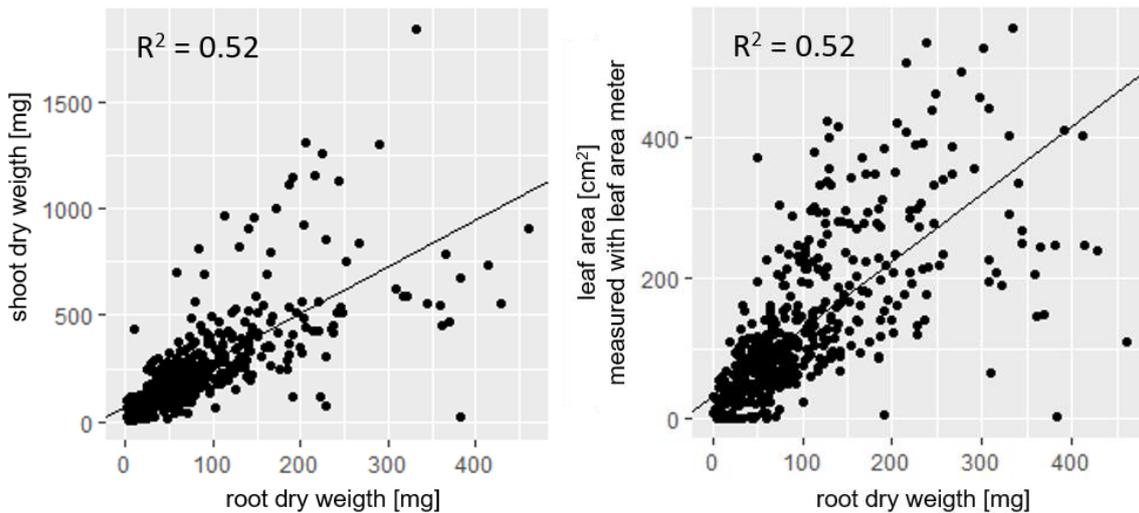 R² = 0.52
shoot dry weigth [mg]
1500
1000
500
0
0 100 200 300 400
root dry weigth [mg]
R² = 0.52
leaf area [cm²]
measured with leaf area meter
400
200
0
0 100 200 300 400
root dry weigth [mg]